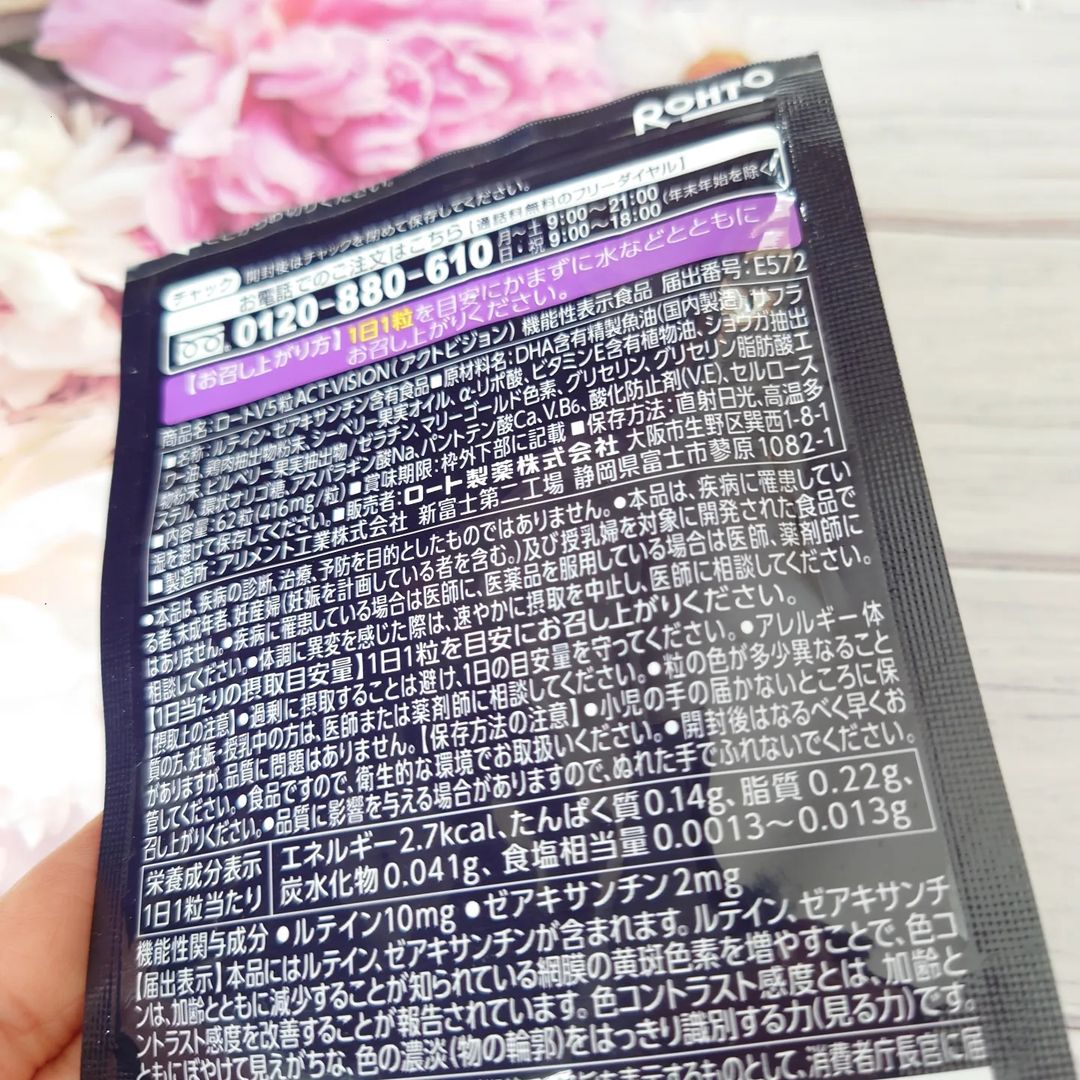 ROHTO
チャック 開封後はチャックを閉めて保存してください。
お電話でのご注文はこちら【通話料無料のフリーダイヤル】
0120-880-610 月〜土 9:00〜21:00 日・祝 9:00〜18:00 (年末年始を除く)
【お召し上がり方】1日1粒を目安にかまずに水などとともに
お召し上がりください。
商品名:ロートV5粒ACT-VISION(アクトビジョン) 機能性表示食品 届出番号:E572
■名称:ルテイン、ゼアキサンチン含有食品■原材料名:DHA含有精製魚油(国内製造)、サフラ
ワー油、鶏肉抽出物粉末、シーベリー果実オイル、α-リポ酸、ビタミンE含有植物油、ショウガ抽出
物粉末、ビルベリー果実抽出物/ゼラチン、マリーゴールド色素、グリセリン、グリセリン脂肪酸エ
ステル、環状オリゴ糖、アスパラギン酸Na、パントテン酸Ca、V.B6、酸化防止剤(V.E)、セルロース
■内容量:62粒(416mg/粒)■賞味期限:枠外下部に記載 ■保存方法:直射日光、高温多
湿を避けて保存してください。■販売者:ロート製薬株式会社 大阪市生野区巽西1-8-1
■製造所:アリメント工業株式会社 新富士第二工場 静岡県富士市蓼原1082-1
●本品は、疾病の診断、治療、予防を目的としたものではありません。●本品は、疾病に罹患してい
る者、未成年者、妊産婦(妊娠を計画している者を含む。)及び授乳婦を対象に開発された食品で
はありません。●疾病に罹患している場合は医師に、医薬品を服用している場合は医師、薬剤師に
相談してください。●体調に異変を感じた際は、速やかに摂取を中止し、医師に相談してください。
【1日当たりの摂取目安量】1日1粒を目安にお召し上がりください。
【摂取上の注意】●過剰に摂取することは避け、1日の目安量を守ってください。●アレルギー体
質の方、妊娠・授乳中の方は、医師または薬剤師に相談してください。●粒の色が多少異なること
がありますが、品質に問題はありません。【保存方法の注意】●小児の手の届かないところに保
管してください。●食品ですので、衛生的な環境でお取扱いください。●開封後はなるべく早くお
召し上がりください。●品質に影響を与える場合がありますので、ぬれた手でふれないでください。
栄養成分表示 1日1粒当たり
エネルギー2.7kcal、たんぱく質0.14g、脂質0.22g、
炭水化物0.041g、食塩相当量0.0013〜0.013g
機能性関与成分 ●ルテイン10mg ●ゼアキサンチン2mg
【届出表示】本品にはルテイン、ゼアキサンチンが含まれます。ルテイン、ゼアキサンチ
ンは、加齢とともに減少することが知られている網膜の黄斑色素を増やすことで、色コ
ントラスト感度を改善することが報告されています。色コントラスト感度とは、加齢と
ともにぼやけて見えがちな、色の濃淡(物の輪郭)をはっきり識別する力(見る力)です。
を表示するものとして、消費者庁長官に届